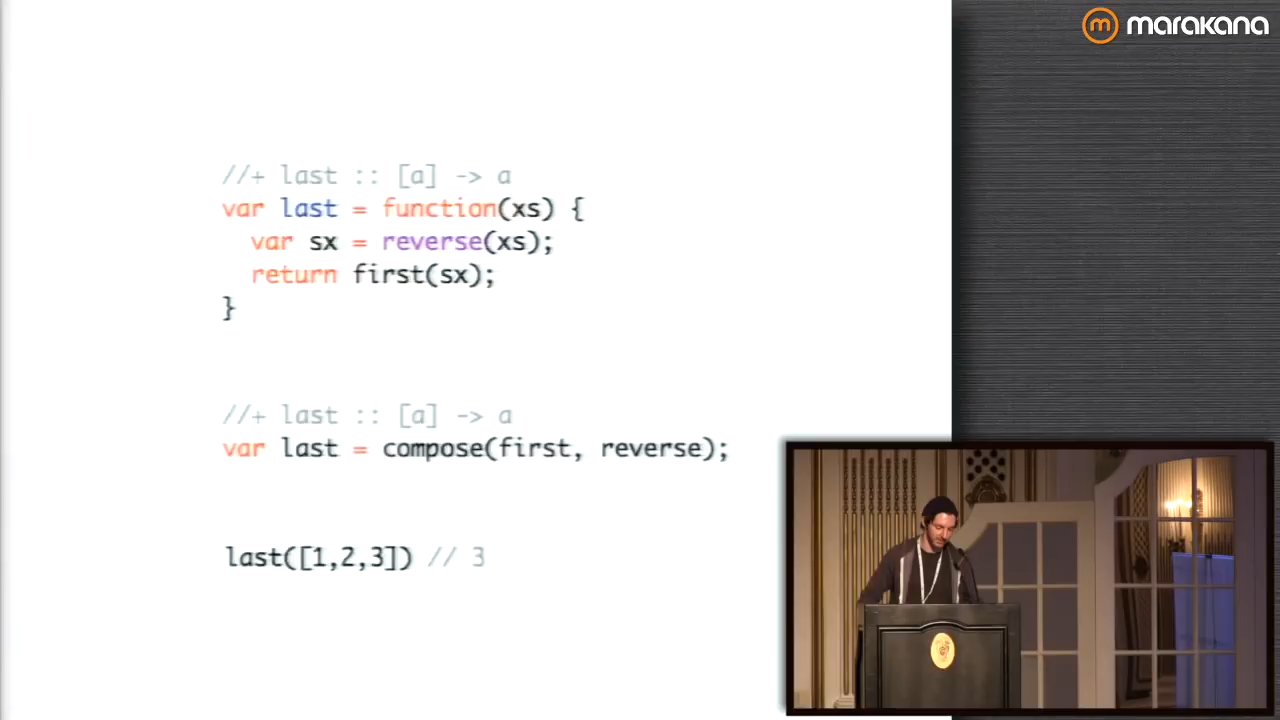 marakana
//+ last :: [a] -> a
var last = function(xs) {
  var sx = reverse(xs);
  return first(sx);
}
//+ last :: [a] -> a
var last = compose(first, reverse);
last([1,2,3]) // 3